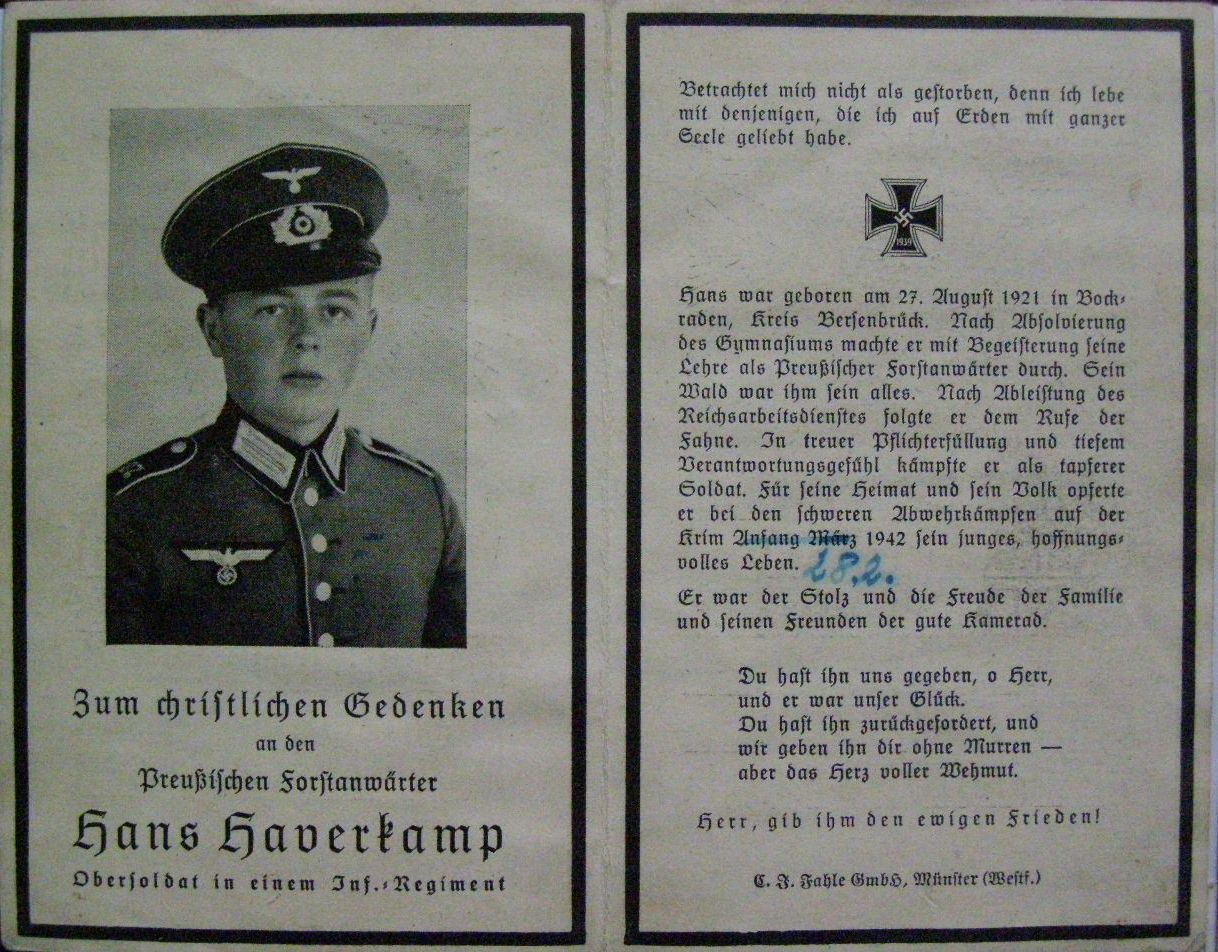 Zum christlichen Gedenken
an den
Preußischen Forstanwärter
Hans Haverkamp
Obersoldat in einem Inf.-Regiment
Betrachtet mich nicht als gestorben, denn ich lebe
mit denjenigen, die ich auf Erden mit ganzer
Seele geliebt habe.
1939
Hans war geboren am 27. August 1921 in Bock-
raden, Kreis Bersenbrück. Nach Absolvierung
des Gymnasiums machte er mit Begeisterung seine
Lehre als Preußischer Forstanwärter durch. Sein
Wald war ihm sein alles. Nach Ableistung des
Reichsarbeitsdienstes folgte er dem Rufe der
Fahne. In treuer Pflichterfüllung und tiefem
Verantwortungsgefühl kämpfte er als tapferer
Soldat. Für seine Heimat und sein Volk opferte
er bei den schweren Abwehrkämpfen auf der
Krim Anfang März 1942 sein junges, hoffnungs-
volles Leben. 28.2.
Er war der Stolz und die Freude der Familie
und seinen Freunden der gute Kamerad.
Du hast ihn uns gegeben, o Herr,
und er war unser Glück.
Du hast ihn zurückgefordert, und
wir geben ihn dir ohne Murren —
aber das Herz voller Wehmut.
Herr, gib ihm den ewigen Frieden!
C. J. Fahle GmbH, Münster (Westf.)